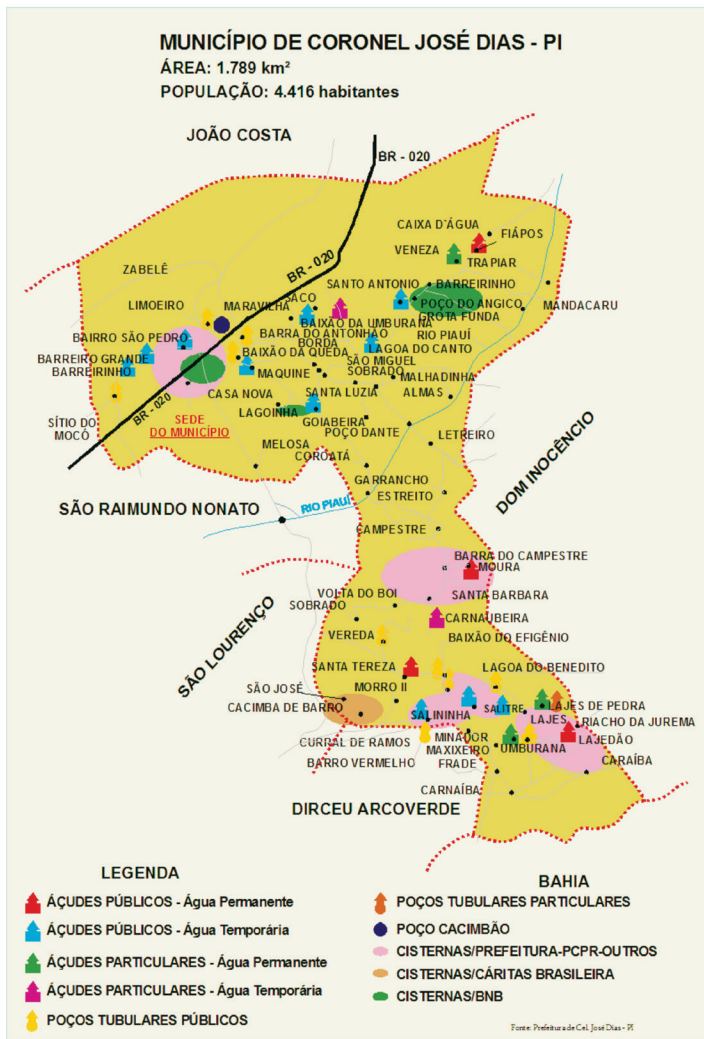 MUNICÍPIO DE CORONEL JOSÉ DIAS - PI
ÁREA: 1.789 km²
POPULAÇÃO: 4.416 habitantes
JOÃO COSTA
BR - 020
CAIXA D'ÁGUA
FIÁPOS
VENEZA
TRAPIAR
ZABELÊ
BR - 020
SANTO ANTONIO
BARREIRINHO
LIMOEIRO
MARAVILHA
SACO
POÇO DO ANGICO
MANDACARU
BAIXÃO DA UMBURANA
GROTA FUNDA
BAIRRO SÃO PEDRO
BARRA DO ANTONHÃO
RIO PIAUÍ
BORDA
LAGOA DO CANTO
BARREIRO GRANDE
BAIXÃO DA QUEDA
SÃO MIGUEL
BARREIRINHO
MAQUINE
SOBRADO
MALHADINHA
CASA NOVA
SANTA LUZIA
ALMAS
BR - 020
LAGOINHA
SÍTIO DO
MOCÓ
SEDE
DO MUNICÍPIO
GOIABEIRA
POÇO DANTE
LETREIRO
MELOSA
COROATÁ
GARRANCHO
ESTREITO
DOM INOCÊNCIO
SÃO RAIMUNDO NONATO
RIO PIAUÍ
CAMPESTRE
BARRA DO CAMPESTRE
MOURA
VOLTA DO BOI
SANTA BARBARA
SOBRADO
CARNAUBEIRA
VEREDA
BAIXÃO DO EFIGÊNIO
SÃO LOURENÇO
SANTA TEREZA
LAGOA DO BENEDITO
SÃO JOSÉ
MORRO II
LAJES DE PEDRA
CACIMBA DE BARRO
SALININHA
SALITRE
LAJES
RIACHO DA JUREMA
CURRAL DE RAMOS
MINADOR
LAJEDÃO
MAXIXEIRO
UMBURANA
BARRO VERMELHO
FRADE
CARAÍBA
CARNAÍBA
DIRCEU ARCOVERDE
BAHIA
LEGENDA
AÇUDES PÚBLICOS - Água Permanente
AÇUDES PÚBLICOS - Água Temporária
AÇUDES PARTICULARES - Água Permanente
AÇUDES PARTICULARES - Água Temporária
POÇOS TUBULARES PÚBLICOS
POÇOS TUBULARES PARTICULARES
POÇO CACIMBÃO
CISTERNAS/PREFEITURA-PCPR-OUTROS
CISTERNAS/CÁRITAS BRASILEIRA
CISTERNAS/BNB
Fonte: Prefeitura de Cel. José Dias - PI